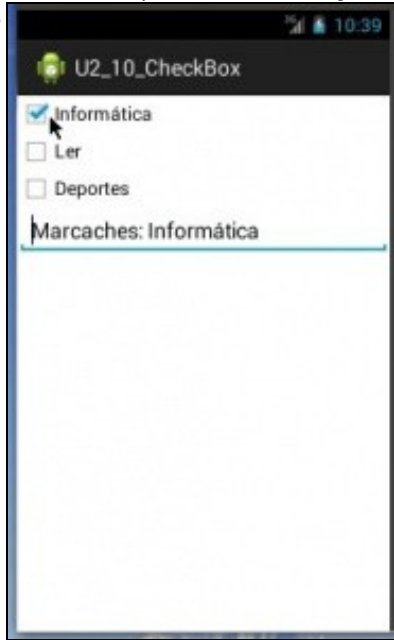 10:39
U2_10_CheckBox
Informática
Ler
Deportes
Marcaches: Informática